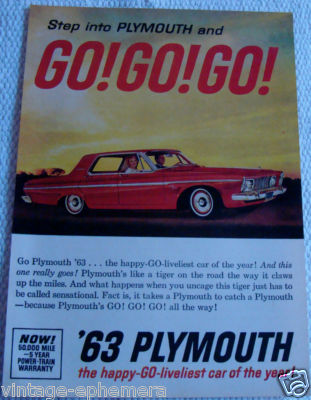 Step into PLYMOUTH and
GO! GO! GO!
Go Plymouth '63 . . . the happy-GO-liveliest car of the year! And this
one really goes! Plymouth's like a tiger on the road the way it claws
up the miles. And what happens when you uncage this tiger just has
to be called sensational. Fact is, it takes a Plymouth to catch a Plymouth
—because Plymouth's GO! GO! GO! all the way!
NOW!
50,000 MILE
—5 YEAR
POWER-TRAIN
WARRANTY
'63 PLYMOUTH
the happy-GO-liveliest car of the year!
vintage-ephemera